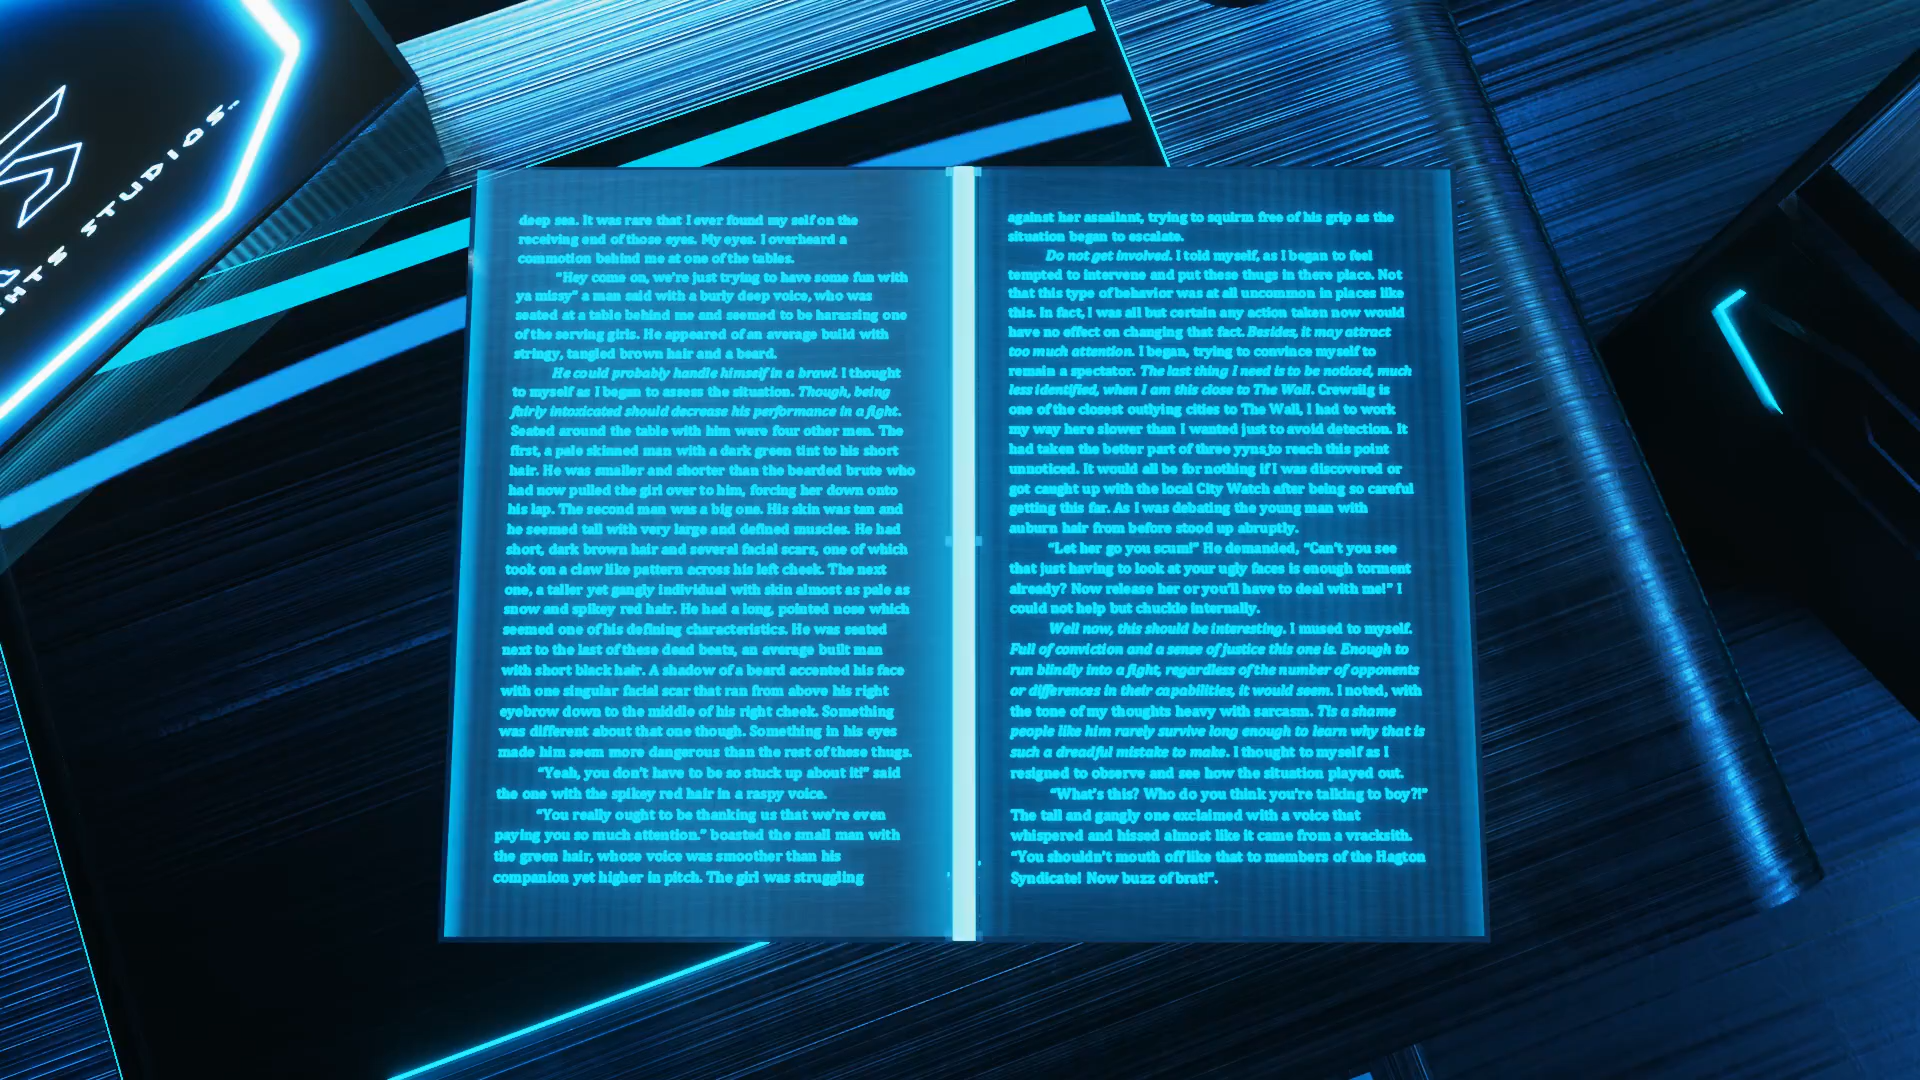 HTS STUDIOS..
deep sea. It was rare that I ever found my self on the
receiving end of those eyes. My eyes. I overheard a
commotion behind me at one of the tables.
“Hey come on, we’re just trying to have some fun with
ya missy” a man said with a burly deep voice, who was
seated at a table behind me and seemed to be harassing one
of the serving girls. He appeared of an average build with
stringy, tangled brown hair and a beard.
He could probably handle himself in a brawl. I thought
to myself as I began to assess the situation. Though, being
fairly intoxicated should decrease his performance in a fight.
Seated around the table with him were four other men. The
first, a pale skinned man with a dark green tint to his short
hair. He was smaller and shorter than the bearded brute who
had now pulled the girl over to him, forcing her down onto
his lap. The second man was a big one. His skin was tan and
he seemed tall with very large and defined muscles. He had
short, dark brown hair and several facial scars, one of which
took on a claw like pattern across his left cheek. The next
one, a taller yet gangly individual with skin almost as pale as
snow and spikey red hair. He had a long, pointed nose which
seemed one of his defining characteristics. He was seated
next to the last of these dead beats, an average built man
with short black hair. A shadow of a beard accented his face
with one singular facial scar that ran from above his right
eyebrow down to the middle of his right cheek. Something
was different about that one though. Something in his eyes
made him seem more dangerous than the rest of these thugs.
“Yeah, you don’t have to be so stuck up about it!” said
the one with the spikey red hair in a raspy voice.
“You really ought to be thanking us that we’re even
paying you so much attention.” boasted the small man with
the green hair, whose voice was smoother than his
companion yet higher in pitch. The girl was struggling
against her assailant, trying to squirm free of his grip as the
situation began to escalate.
Do not get involved. I told myself, as I began to feel
tempted to intervene and put these thugs in there place. Not
that this type of behavior was at all uncommon in places like
this. In fact, I was all but certain any action taken now would
have no effect on changing that fact. Besides, it may attract
too much attention. I began, trying to convince myself to
remain a spectator. The last thing I need is to be noticed, much
less identified, when I am this close to The Wall. Crewsilg is
one of the closest outlying cities to The Wall, I had to work
my way here slower than I wanted just to avoid detection. It
had taken the better part of three yyns to reach this point
unnoticed. It would all be for nothing if I was discovered or
got caught up with the local City Watch after being so careful
getting this far. As I was debating the young man with
auburn hair from before stood up abruptly.
“Let her go you scum!” He demanded, “Can’t you see
that just having to look at your ugly faces is enough torment
already? Now release her or you’ll have to deal with me!” I
could not help but chuckle internally.
Well now, this should be interesting. I mused to myself.
Full of conviction and a sense of justice this one is. Enough to
run blindly into a fight, regardless of the number of opponents
or differences in their capabilities, it would seem. I noted, with
the tone of my thoughts heavy with sarcasm. Tis a shame
people like him rarely survive long enough to learn why that is
such a dreadful mistake to make. I thought to myself as I
resigned to observe and see how the situation played out.
“What’s this? Who do you think you’re talking to boy?!”
The tall and gangly one exclaimed with a voice that
whispered and hissed almost like it came from a vracksith.
“You shouldn’t mouth off like that to members of the Hagton
Syndicate! Now buzz of brat!”.